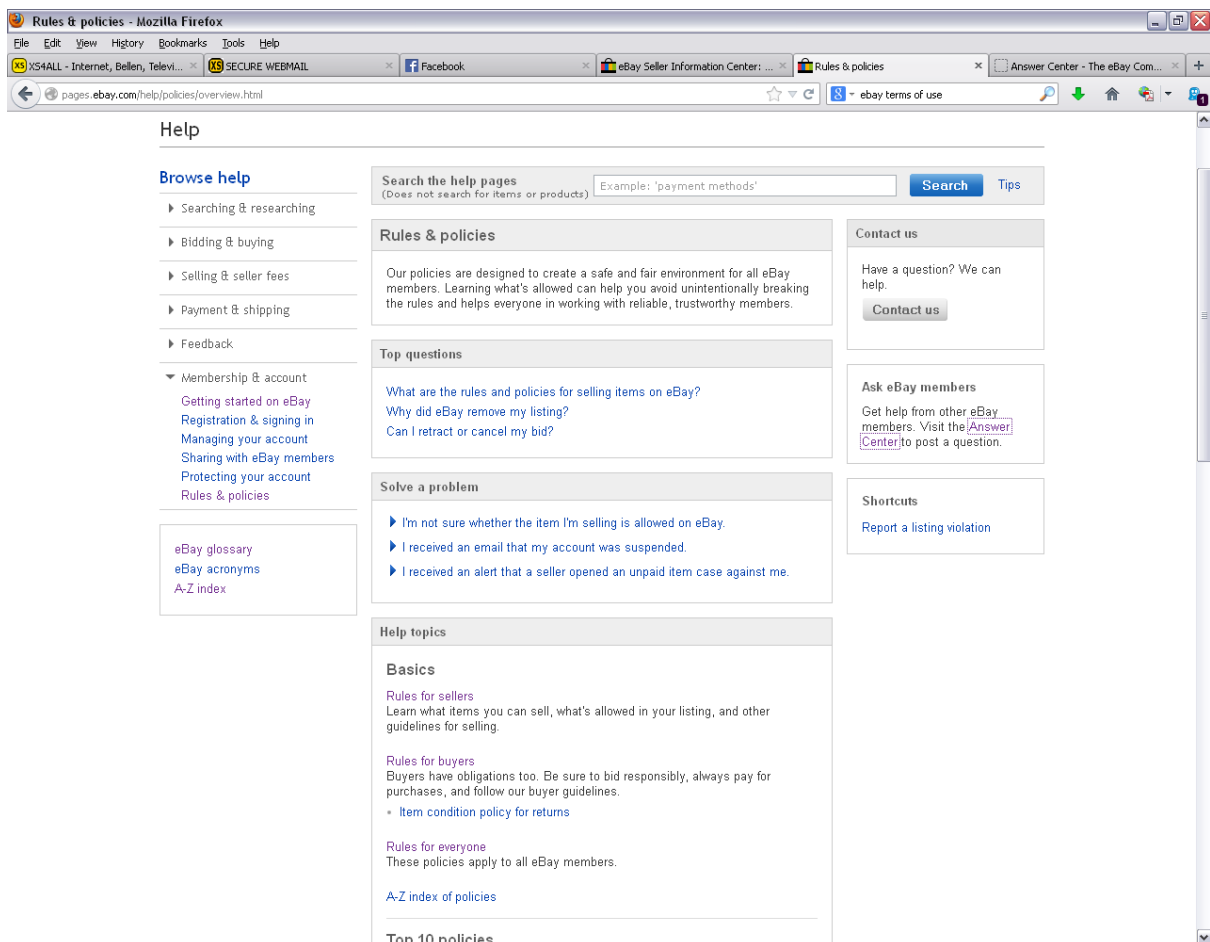 Rules & policies - Mozilla Firefox
File Edit View History Bookmarks Tools Help
XS4ALL - Internet, Bellen, Televi...
SECURE WEBMAIL
Facebook
eBay Seller Information Center: ...
Rules & policies
Answer Center - The eBay Com...
pages.ebay.com/help/policies/overview.html
ebay terms of use
1
Help
Browse help
Searching & researching
Bidding & buying
Selling & seller fees
Payment & shipping
Feedback
Membership & account
Getting started on eBay
Registration & signing in
Managing your account
Sharing with eBay members
Protecting your account
Rules & policies
eBay glossary
eBay acronyms
A-Z index
Search the help pages
(Does not search for items or products)
Example: 'payment methods'
Search
Tips
Rules & policies
Our policies are designed to create a safe and fair environment for all eBay
members. Learning what's allowed can help you avoid unintentionally breaking
the rules and helps everyone in working with reliable, trustworthy members.
Top questions
What are the rules and policies for selling items on eBay?
Why did eBay remove my listing?
Can I retract or cancel my bid?
Solve a problem
I'm not sure whether the item I'm selling is allowed on eBay.
I received an email that my account was suspended.
I received an alert that a seller opened an unpaid item case against me.
Help topics
Basics
Rules for sellers
Learn what items you can sell, what's allowed in your listing, and other
guidelines for selling.
Rules for buyers
Buyers have obligations too. Be sure to bid responsibly, always pay for
purchases, and follow our buyer guidelines.
Item condition policy for returns
Rules for everyone
These policies apply to all eBay members.
A-Z index of policies
Top 10 policies
Contact us
Have a question? We can
help.
Contact us
Ask eBay members
Get help from other eBay
members. Visit the Answer
Center to post a question.
Shortcuts
Report a listing violation